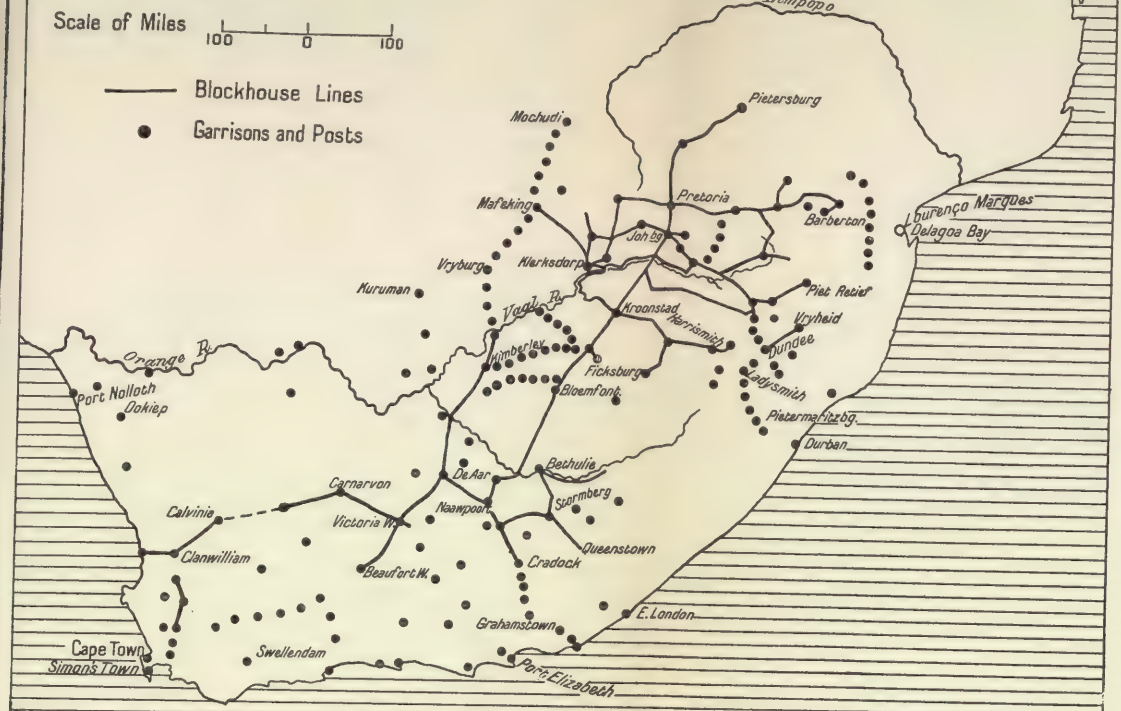 Limpopo
Scale of Miles
100 0 100
Blockhouse Lines
Garrisons and Posts
Pietersburg
Mochudi
Pretoria
Mafeking
Barberton
Lourenço Marques
Delagoa Bay
Joh bg
Klerksdorp
Vryburg
Kuruman
Piet Retief
Vaal R.
Kroonstad
Vryheid
Harrismith
Dundee
Orange R.
Kimberley
Ficksburg
Ladysmith
Port Nolloth
Bloemfont.
Ookiep
Pietermaritzbg.
Durban
Bethulie
De Aar
Carnarvon
Stormberg
Calvinia
Naauwpoort
Victoria W.
Queenstown
Clanwilliam
Cradock
Beaufort W.
E. London
Grahamstown
Cape Town
Simon's Town
Swellendam
Port Elizabeth